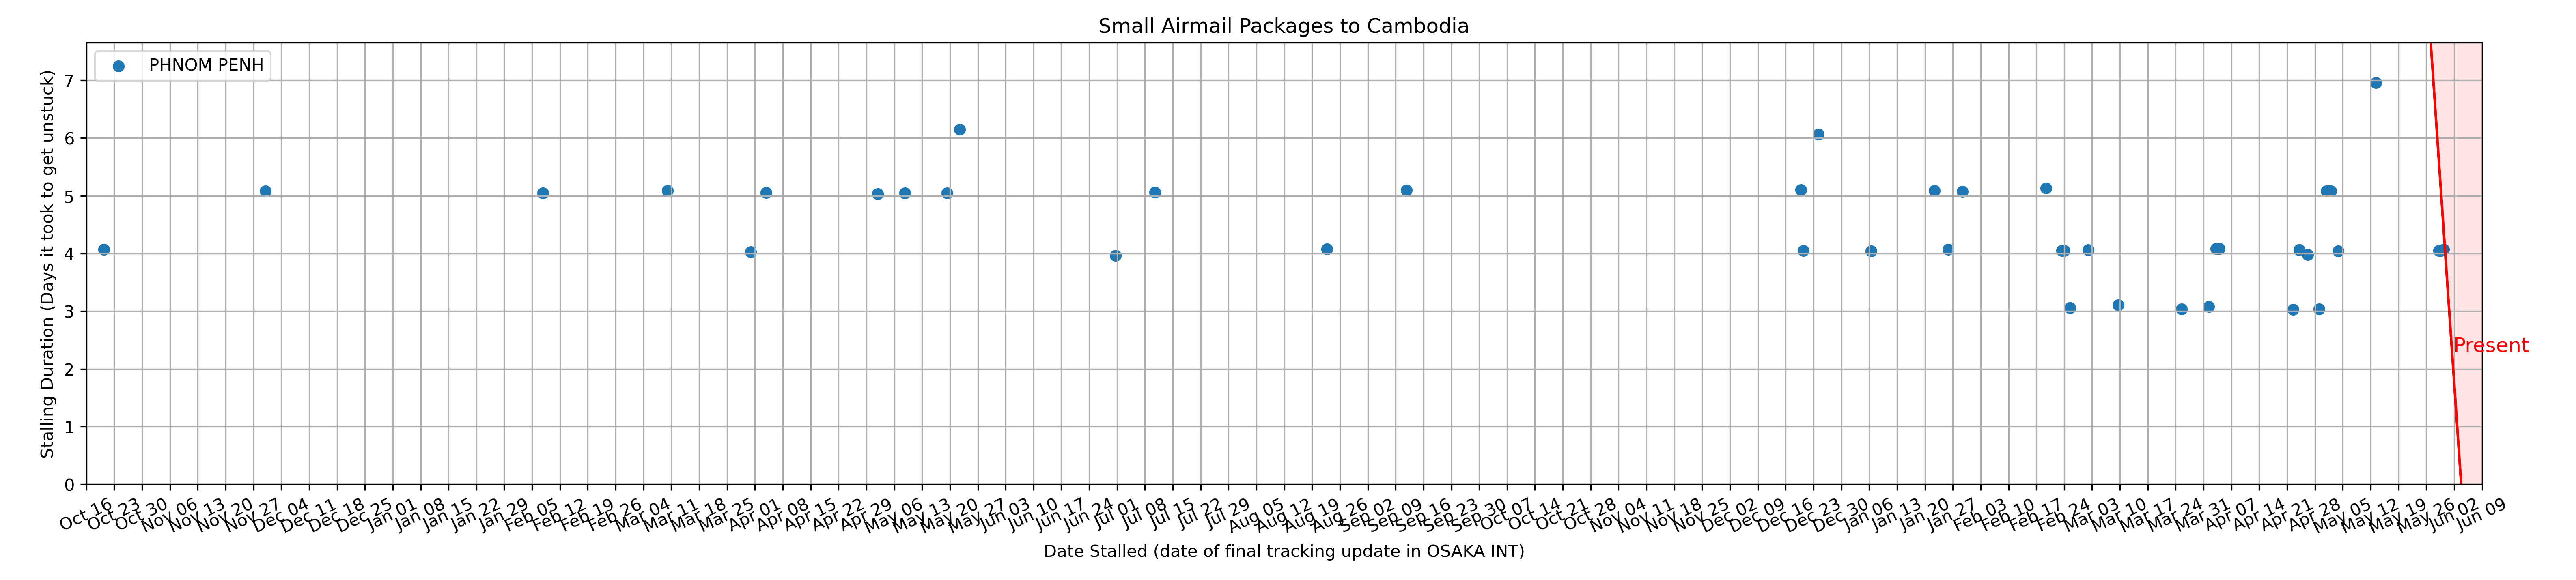 Small Airmail Packages to Cambodia
PHNOM PENH
Stalling Duration (Days it took to get unstuck)
7
6
5
4
3
2
1
0
Present
Oct 16 Oct 23 Oct 30 Nov 06 Nov 13 Nov 20 Nov 27 Dec 04 Dec 11 Dec 18 Dec 25 Jan 01 Jan 08 Jan 15 Jan 22 Jan 29 Feb 05 Feb 12 Feb 19 Feb 26 Mar 04 Mar 11 Mar 18 Mar 25 Apr 01 Apr 08 Apr 15 Apr 22 Apr 29 May 06 May 13 May 20 May 27 Jun 03 Jun 10 Jun 17 Jun 24 Jul 01 Jul 08 Jul 15 Jul 22 Jul 29 Aug 05 Aug 12 Aug 19 Aug 26 Sep 02 Sep 09 Sep 16 Sep 23 Sep 30 Oct 07 Oct 14 Oct 21 Oct 28 Nov 04 Nov 11 Nov 18 Nov 25 Dec 02 Dec 09 Dec 16 Dec 23 Dec 30 Jan 06 Jan 13 Jan 20 Jan 27 Feb 03 Feb 10 Feb 17 Feb 24 Mar 03 Mar 10 Mar 17 Mar 24 Mar 31 Apr 07 Apr 14 Apr 21 Apr 28 May 05 May 12 May 19 May 26 Jun 02 Jun 09
Date Stalled (date of final tracking update in OSAKA INT)